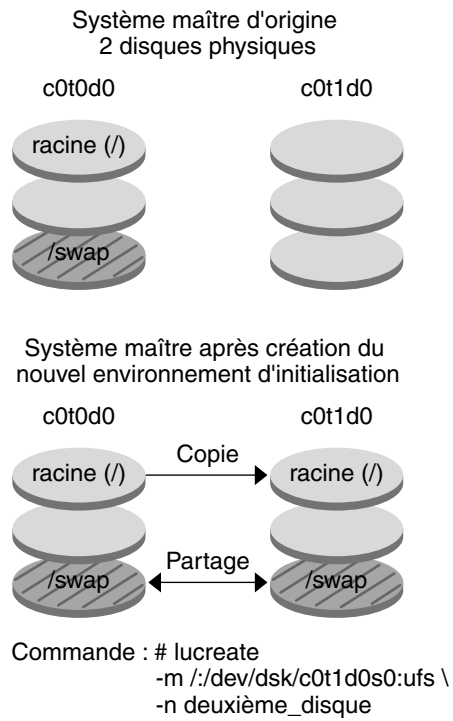 Système maître d'origine
2 disques physiques
c0t0d0
c0t1d0
racine (/)
/swap
Système maître après création du
nouvel environnement d'initialisation
c0t0d0
c0t1d0
racine (/)
Copie
racine (/)
/swap
Partage
/swap
Commande : # lucreate
-m /:/dev/dsk/c0t1d0s0:ufs \
-n deuxième_disque